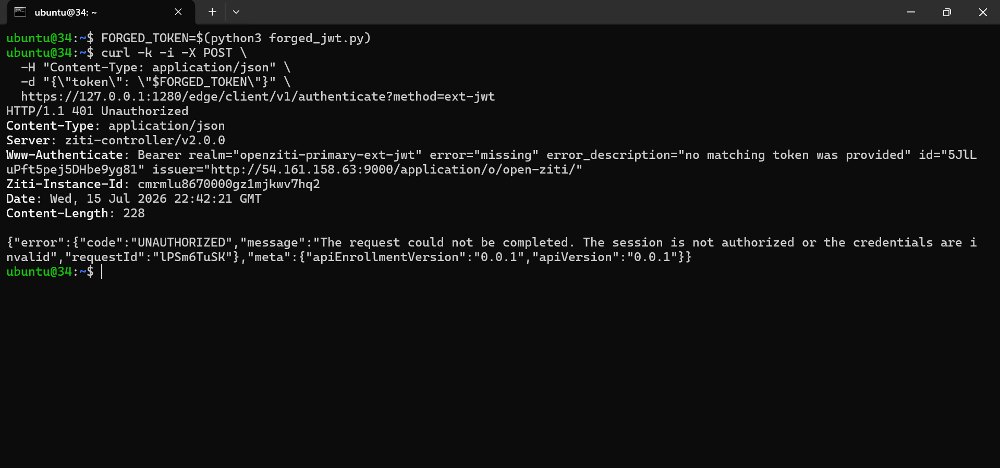 ubuntu@34: ~
ubuntu@34:~$ FORGED_TOKEN=$(python3 forged_jwt.py)
ubuntu@34:~$ curl -k -i -X POST \
  -H "Content-Type: application/json" \
  -d "{\"token\": \"$FORGED_TOKEN\"}" \
  https://127.0.0.1:1280/edge/client/v1/authenticate?method=ext-jwt
HTTP/1.1 401 Unauthorized
Content-Type: application/json
Server: ziti-controller/v2.0.0
Www-Authenticate: Bearer realm="openziti-primary-ext-jwt" error="missing" error_description="no matching token was provided" id="5JlL
uPft5pej5DHbe9yg81" issuer="http://54.161.158.63:9000/application/o/open-ziti/"
Ziti-Instance-Id: cmrmlu8670000gz1mjkwv7hq2
Date: Wed, 15 Jul 2026 22:42:21 GMT
Content-Length: 228

{"error":{"code":"UNAUTHORIZED","message":"The request could not be completed. The session is not authorized or the credentials are i
nvalid","requestId":"lPSm6TuSK"},"meta":{"apiEnrollmentVersion":"0.0.1","apiVersion":"0.0.1"}}
ubuntu@34:~$